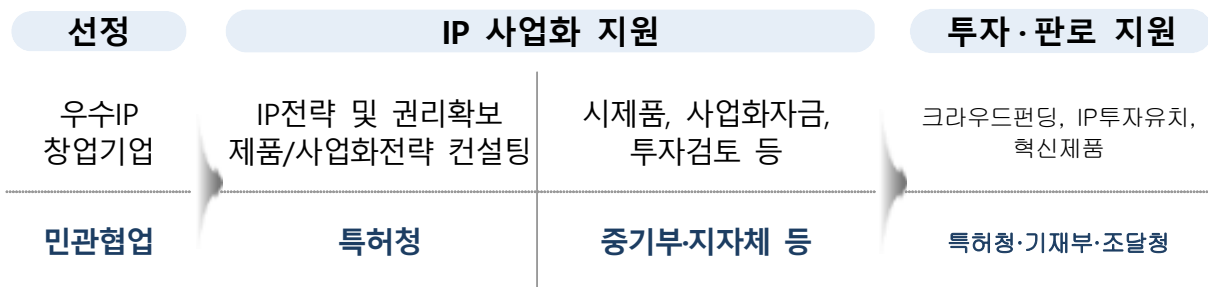 선정
IP 사업화 지원
투자·판로 지원
우수IP
창업기업
IP전략 및 권리확보
제품/사업화전략 컨설팅
시제품, 사업화자금,
투자검토 등
크라우드펀딩, IP투자유치,
혁신제품
민관협업
특허청
중기부·지자체 등
특허청·기재부·조달청